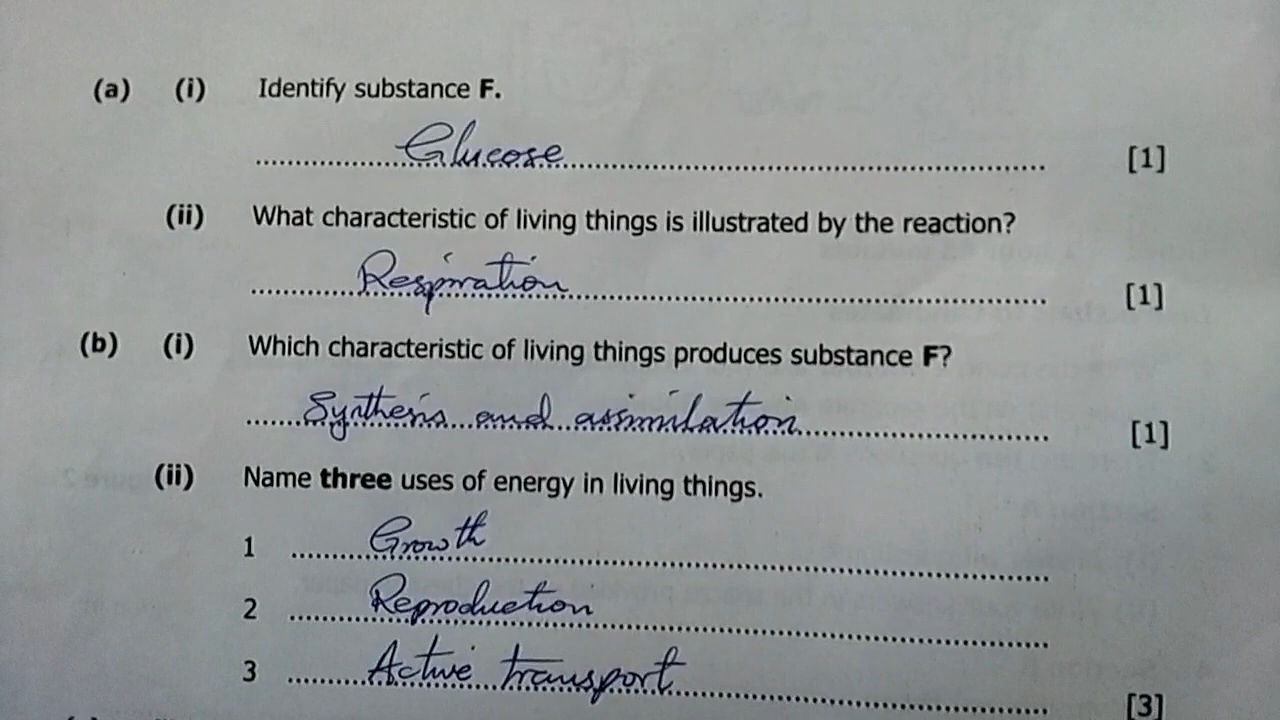 (a) (i) Identify substance F.
Glucose [1]
(ii) What characteristic of living things is illustrated by the reaction?
Respiration [1]
(b) (i) Which characteristic of living things produces substance F?
Synthesis and assimilation [1]
(ii) Name three uses of energy in living things.
1 Growth
2 Reproduction
3 Active transport [3]